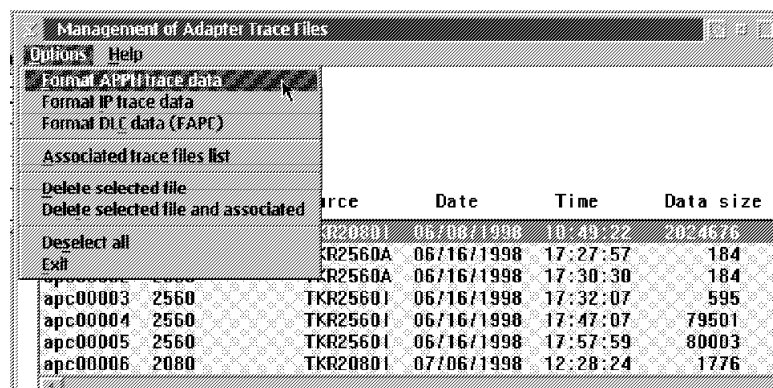 Management of Adapter Trace Files
Options Help
Format APPN trace data
Format IP trace data
Format DLC data (FAPC)
Associated trace files list
Delete selected file
Delete selected file and associated
Deselect all
Exit
urce Date Time Data size
TKR2080I 06/08/1998 10:49:22 2024676
TKR2560A 06/16/1998 17:27:57 184
TKR2560A 06/16/1998 17:30:30 184
apc00003 2560 TKR2560I 06/16/1998 17:32:07 595
apc00004 2560 TKR2560I 06/16/1998 17:47:07 79501
apc00005 2560 TKR2560I 06/16/1998 17:57:59 80003
apc00006 2080 TKR2080I 07/06/1998 12:28:24 1776